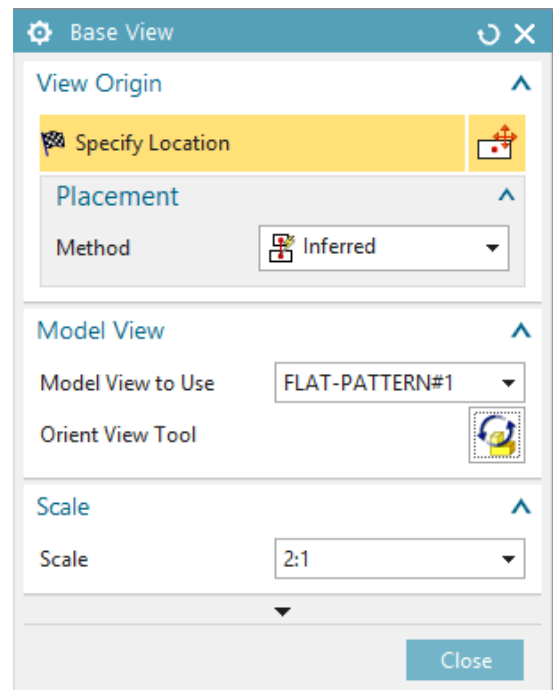 Base View
View Origin
Specify Location
Placement
Method Inferred
Model View
Model View to Use FLAT-PATTERN#1
Orient View Tool
Scale
Scale 2:1
Close